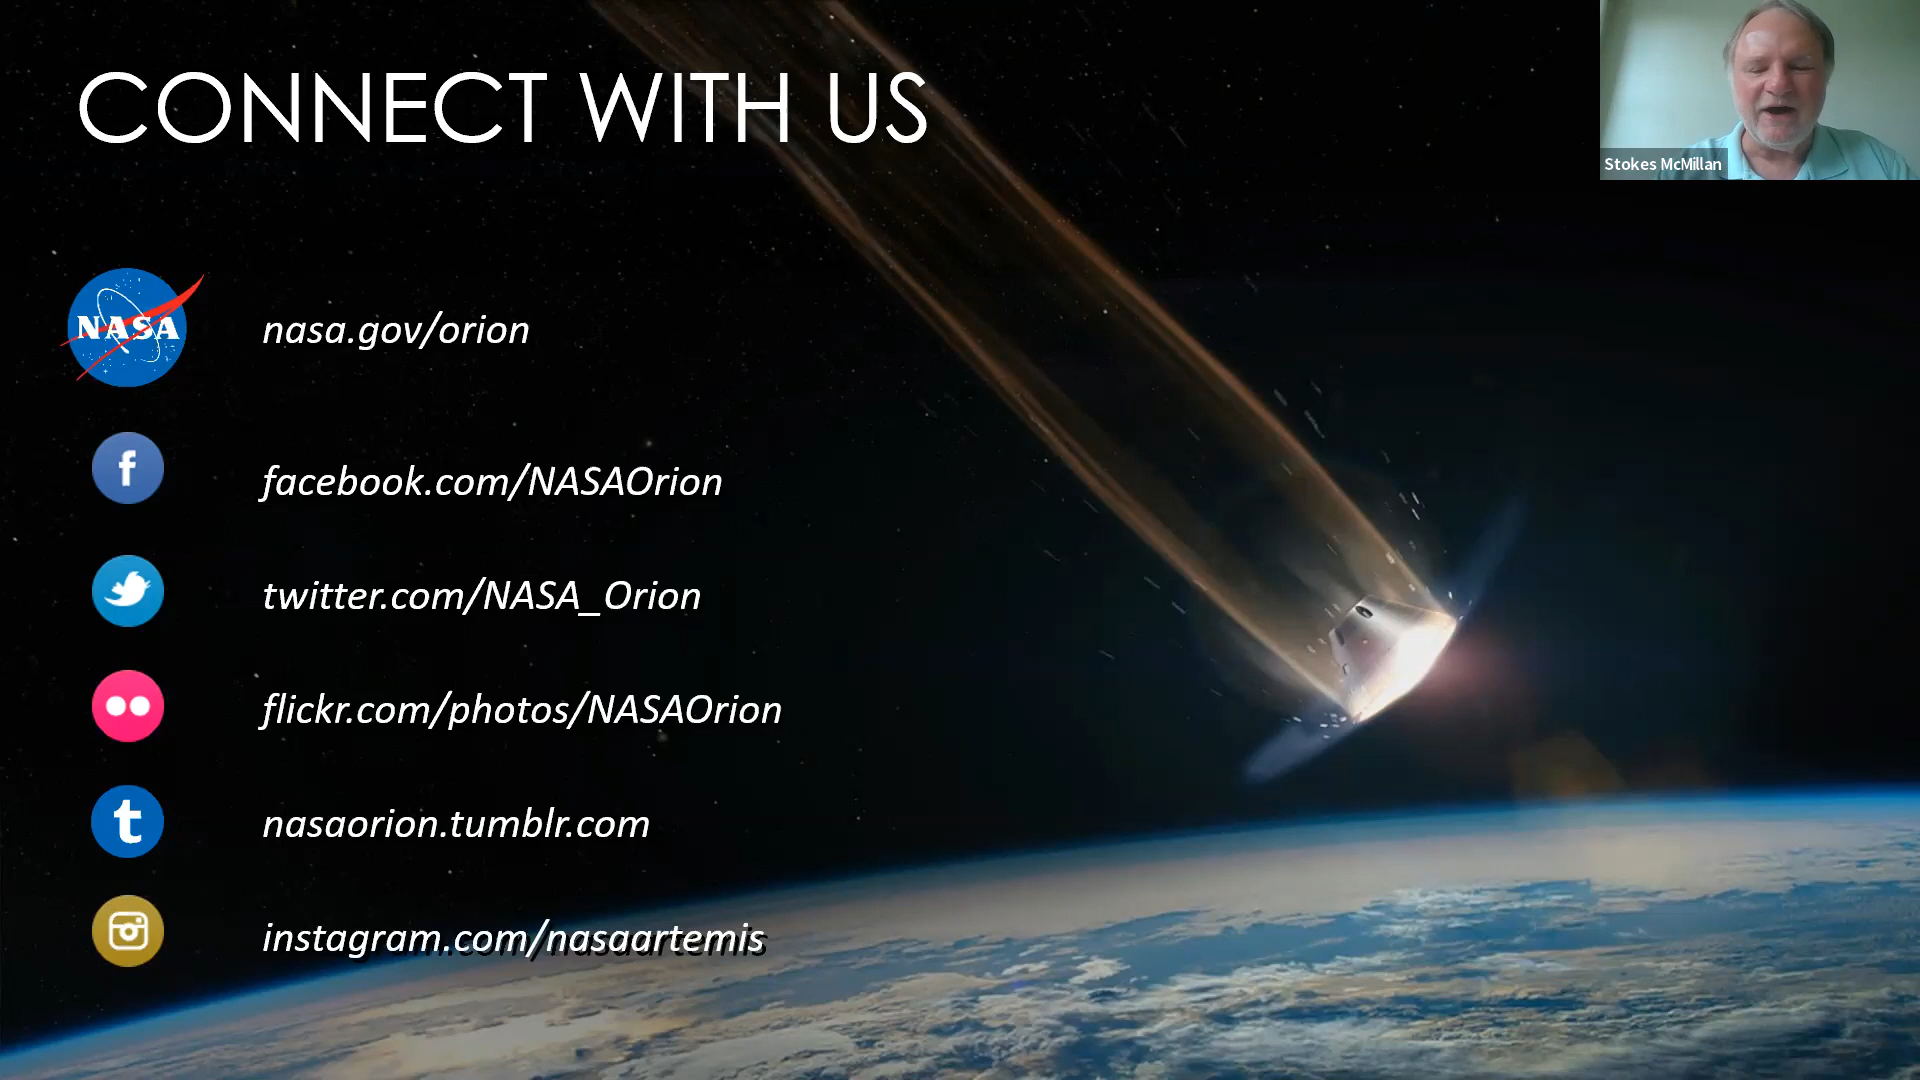 CONNECT WITH US
Stokes McMillan
NASA
nasa.gov/orion
f
facebook.com/NASAOrion
twitter.com/NASA_Orion
flickr.com/photos/NASAOrion
t
nasaorion.tumblr.com
instagram.com/nasaartemis